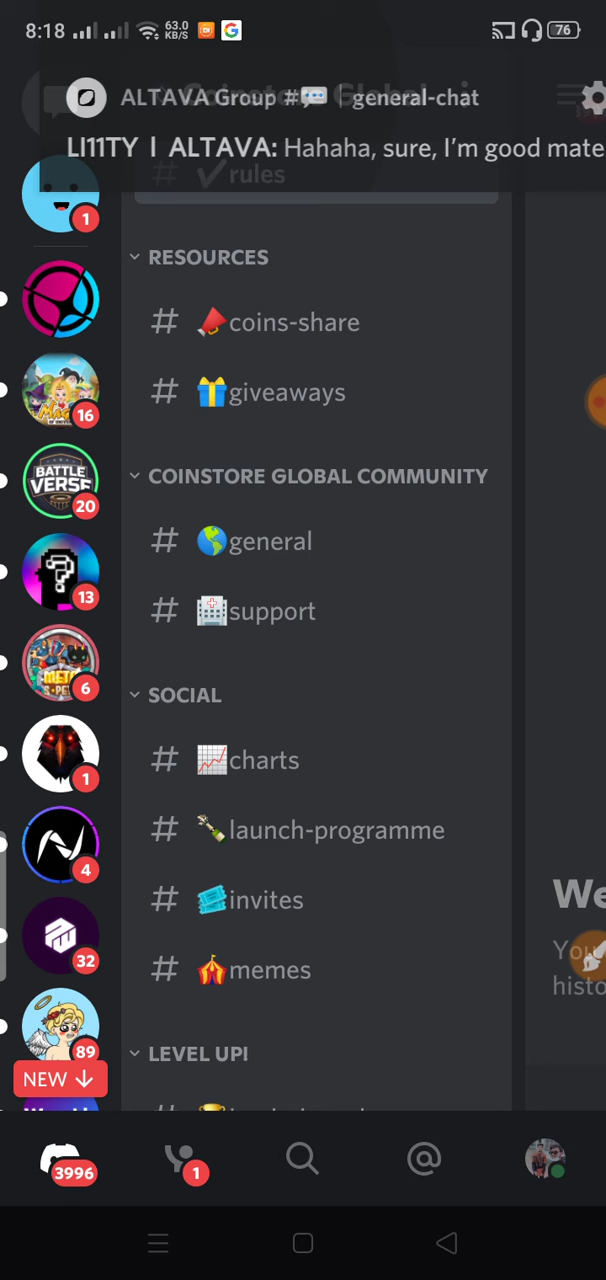 8:18 63.0 KB/S 76
ALTAVA Group #💬 | general-chat
LI11TY | ALTAVA: Hahaha, sure, I'm good mate
# ✔rules
1
RESOURCES
# 📣coins-share
# 🎁giveaways
16
COINSTORE GLOBAL COMMUNITY
BATTLE VERSE
20
# 🌎general
13
# 🏥support
6
SOCIAL
# 📈charts
1
# 🍾launch-programme
4
# 🎟invites
We
32
# 🎪memes
histo
89
LEVEL UP!
NEW ↓
3996
1
@